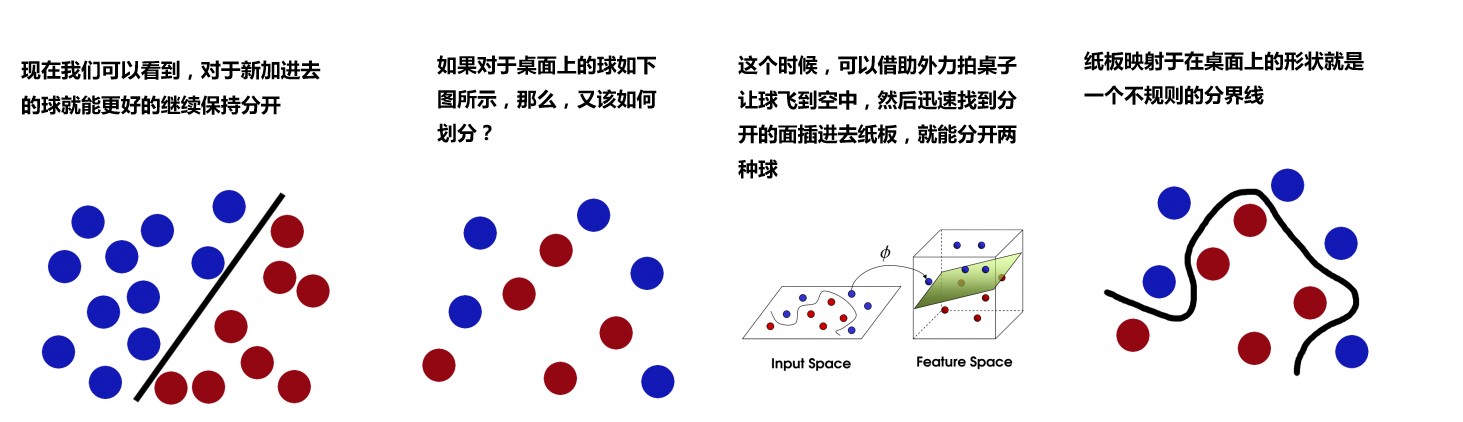 现在我们可以看到，对于新加进去
的球就能更好的继续保持分开
如果对于桌面上的球如下
图所示，那么，又该如何
划分？
这个时候，可以借助外力拍桌子
让球飞到空中，然后迅速找到分
开的面插进去纸板，就能分开两
种球
纸板映射于在桌面上的形状就是
一个不规则的分界线
ϕ
Input Space
Feature Space